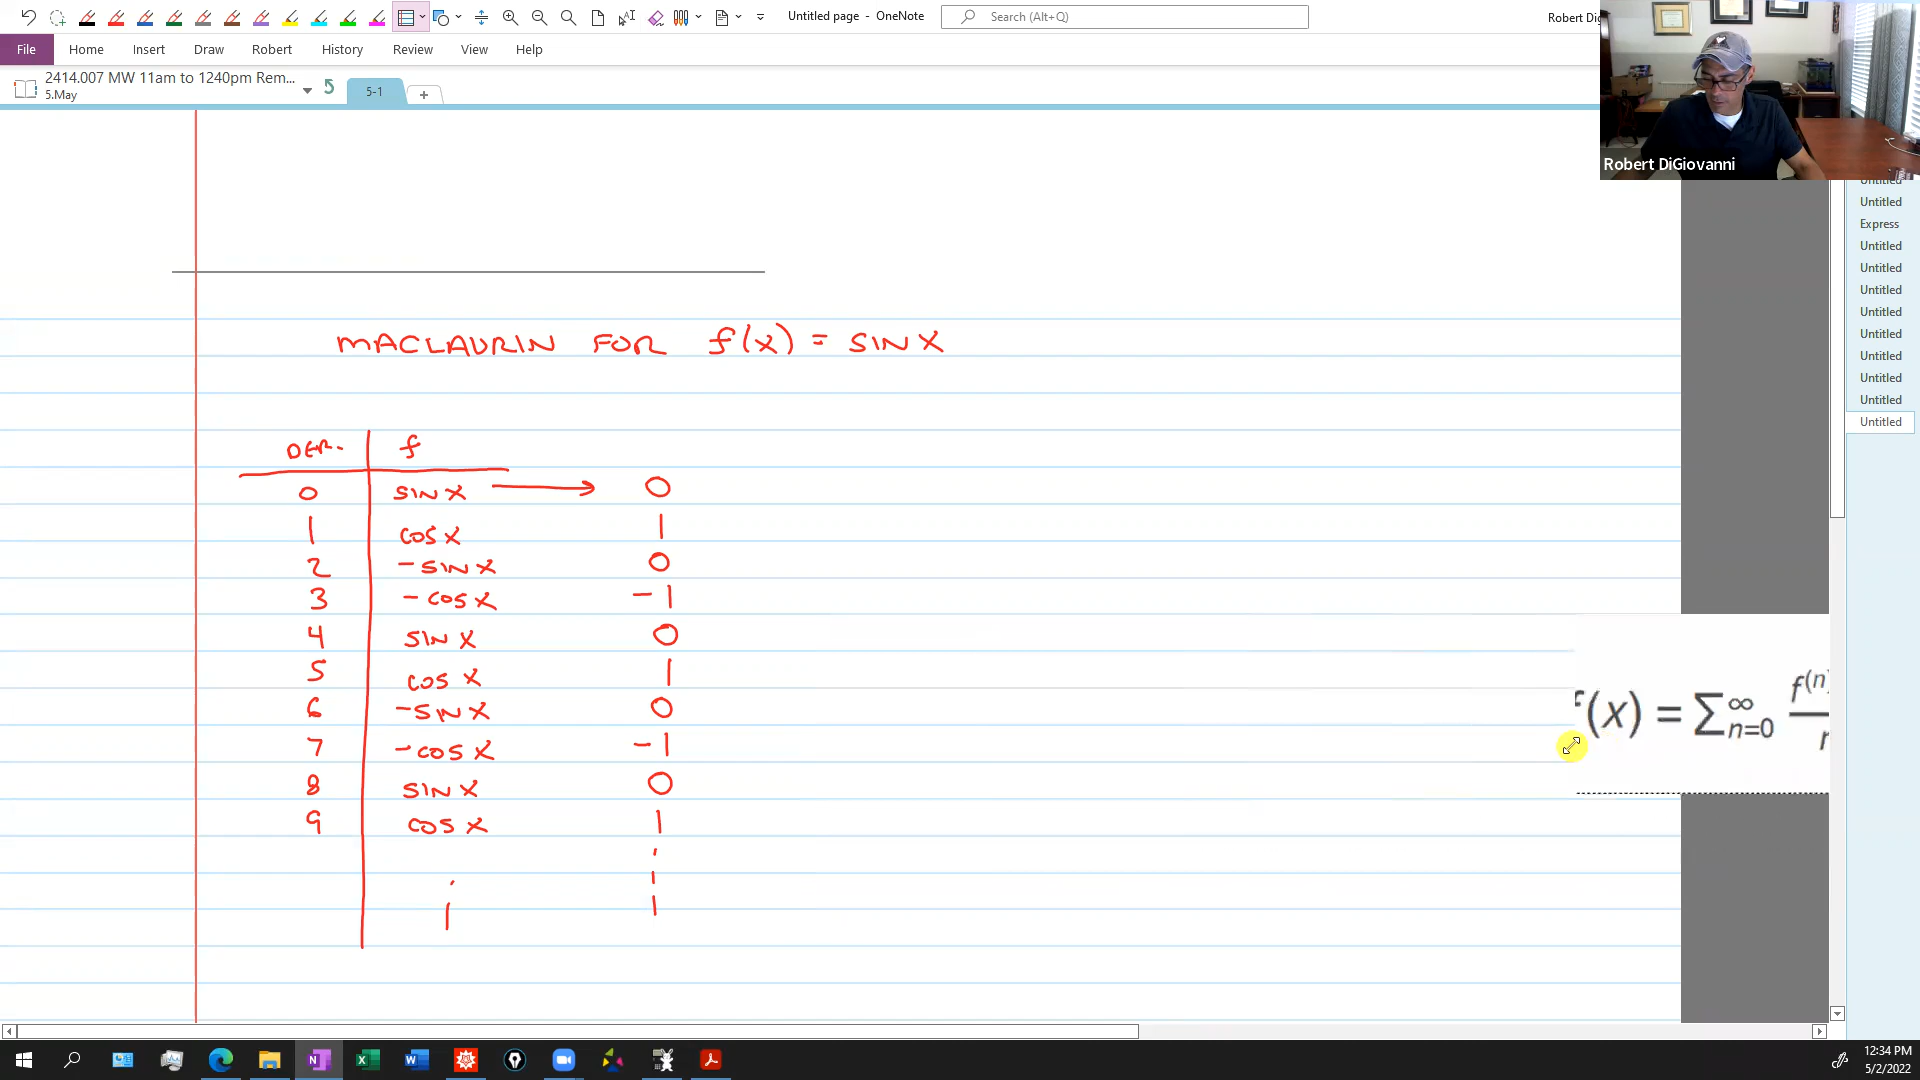 Untitled page - OneNote
Search (Alt+Q)
File Home Insert Draw Robert History Review View Help
2414.007 MW 11am to 1240pm Rem...
5.May
5-1
Robert DiGiovanni
Untitled
Untitled
Express
Untitled
Untitled
Untitled
Untitled
Untitled
Untitled
Untitled
Untitled
Untitled
MACLAURIN FOR f(x) = SIN X
DER. f
0 SIN X → 0
1 COS X 1
2 -SIN X 0
3 -COS X -1
4 SIN X 0
5 COS X 1
6 -SIN X 0
7 -COS X -1
8 SIN X 0
9 COS X 1
f(x) = ∑∞n=0 f(n)
12:34 PM
5/2/2022